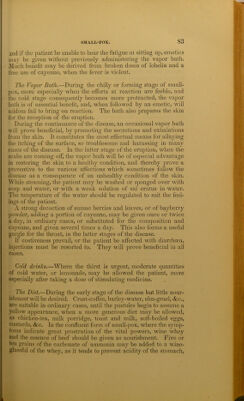 SMALL-POX. 83
and if the patient be unable to bear the fatigue of sitting up, emetics
may be given without previously administering the vapor bath.
Much benefit may be derived from broken doses of lobelia and a
free use of cayenne, when the fever is violent.
The Vapor Bath.—During the chilly or forming stage of small-
pox, more especially when the efforts at reaction are feeble, and
the cold stage consequently becomes more protracted, the vapor
bath is of essential benefit, and, when followed by an emetic, will
seldom fail to bring on reaction. The bath also prepares the skin
for the reception of the eruption.
During the continuance of the disease, an occasional vapor bath
will prove beneficial, by promoting the secretions and exhalations
from the skin. It constitutes the most effectual means for allaying
the itching of the surface, so troublesome and harassing in many
cases of the disease. In the latter stage of the eruption, when the
scabs are coming off, the vapor bath will be of especial advantage
in restoring the skin to a healthy condition, and thereby prove a
preventive to the various affections which sometimes follow the
disease as a consequence of an unhealthy condition of the skin.
While steaming, the patient may be washed or sponged over with
soap and water, or with a weak solution of sal eratus in water.
The temperature of the water should be regulated to suit the feel-
ings of the patient.
A strong decoction of sumac berries and leaves, or of bayberry
powder, adding a portion of cayenne, may be given once or twice
a day, in ordinary cases, or substituted for the composition and
cayenne, and given several times a day. This also forms a useful
gargle for the throat, in the latter stages of the disease.
If costiveness prevail, or the patient be affected with diarrhœa,
injections must be resorted to. They will prove beneficial in all
cases.
Cold drinks.—Where the thirst is urgent, moderate quantities
of cold water, or lemonade, may be allowed the patient, more
especially after taking a dose of stimulating medicine.
The Diet.—During the early stage of the disease but little nour-
ishment will be desired. Crust-coffee, barley-water, rice-gruel, &c.,
are suitable in ordinary cases, until the pustules begin to assume a
yellow appearance, when a more generous diet may be allowed,
as chicken-tea, milk porridge, toast and milk, soft-boiled eggs,
custards, &c. In the confluent form of small-pox, where the symp-
toms indicate great prostration of the vital powers, wine whey
and the essence of beef should be given as nourishment. Five or
ten grains of the carbonate of ammonia may be added to a wine-
glassful of the whey, as it tends to prevent acidity of the stomach,